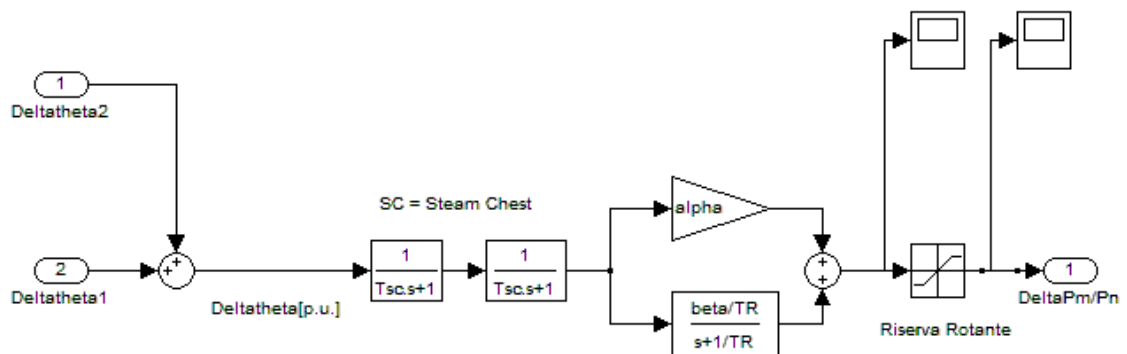 1
Deltatheta2
2
Deltatheta1
Deltatheta[p.u.]
SC = Steam Chest
1
Tsc.s+1
1
Tsc.s+1
alpha
beta/TR
s+1/TR
Riserva Rotante
1
DeltaPm/Pn